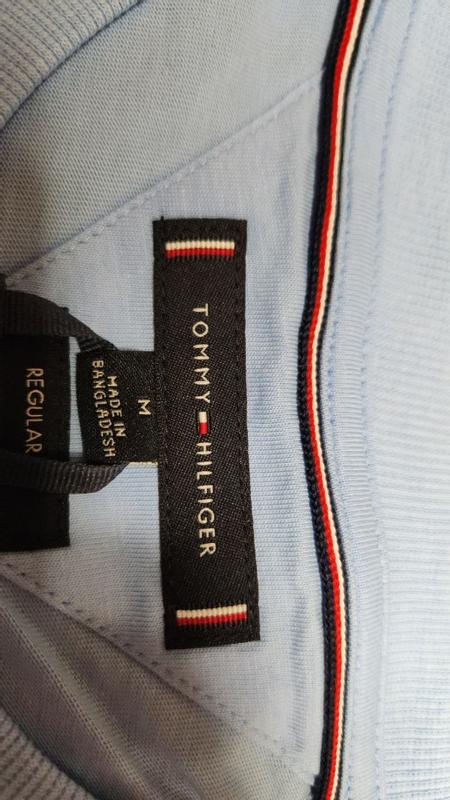 TOMMY HILFIGER
M
MADE IN
BANGLADESH
REGULAR